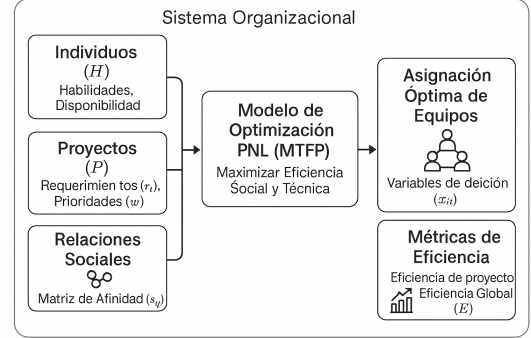 Sistema Organizacional
Individuos
(H)
Habilidades,
Disponibilidad
Proyectos
(P)
Requerimien tos (rₜ),
Prioridades (w)
Relaciones
Sociales
Matriz de Afinidad (s_q)
Modelo de
Optimización
PNL (MTFP)
Maximizar Eficiencia
Śocial y Técnica
Asignación
Óptima de
Equipos
Variables de deición
(xᵢₜ)
Métricas de
Eficiencia
Eficiencia de proyecto
Eficiencia Global
(E)